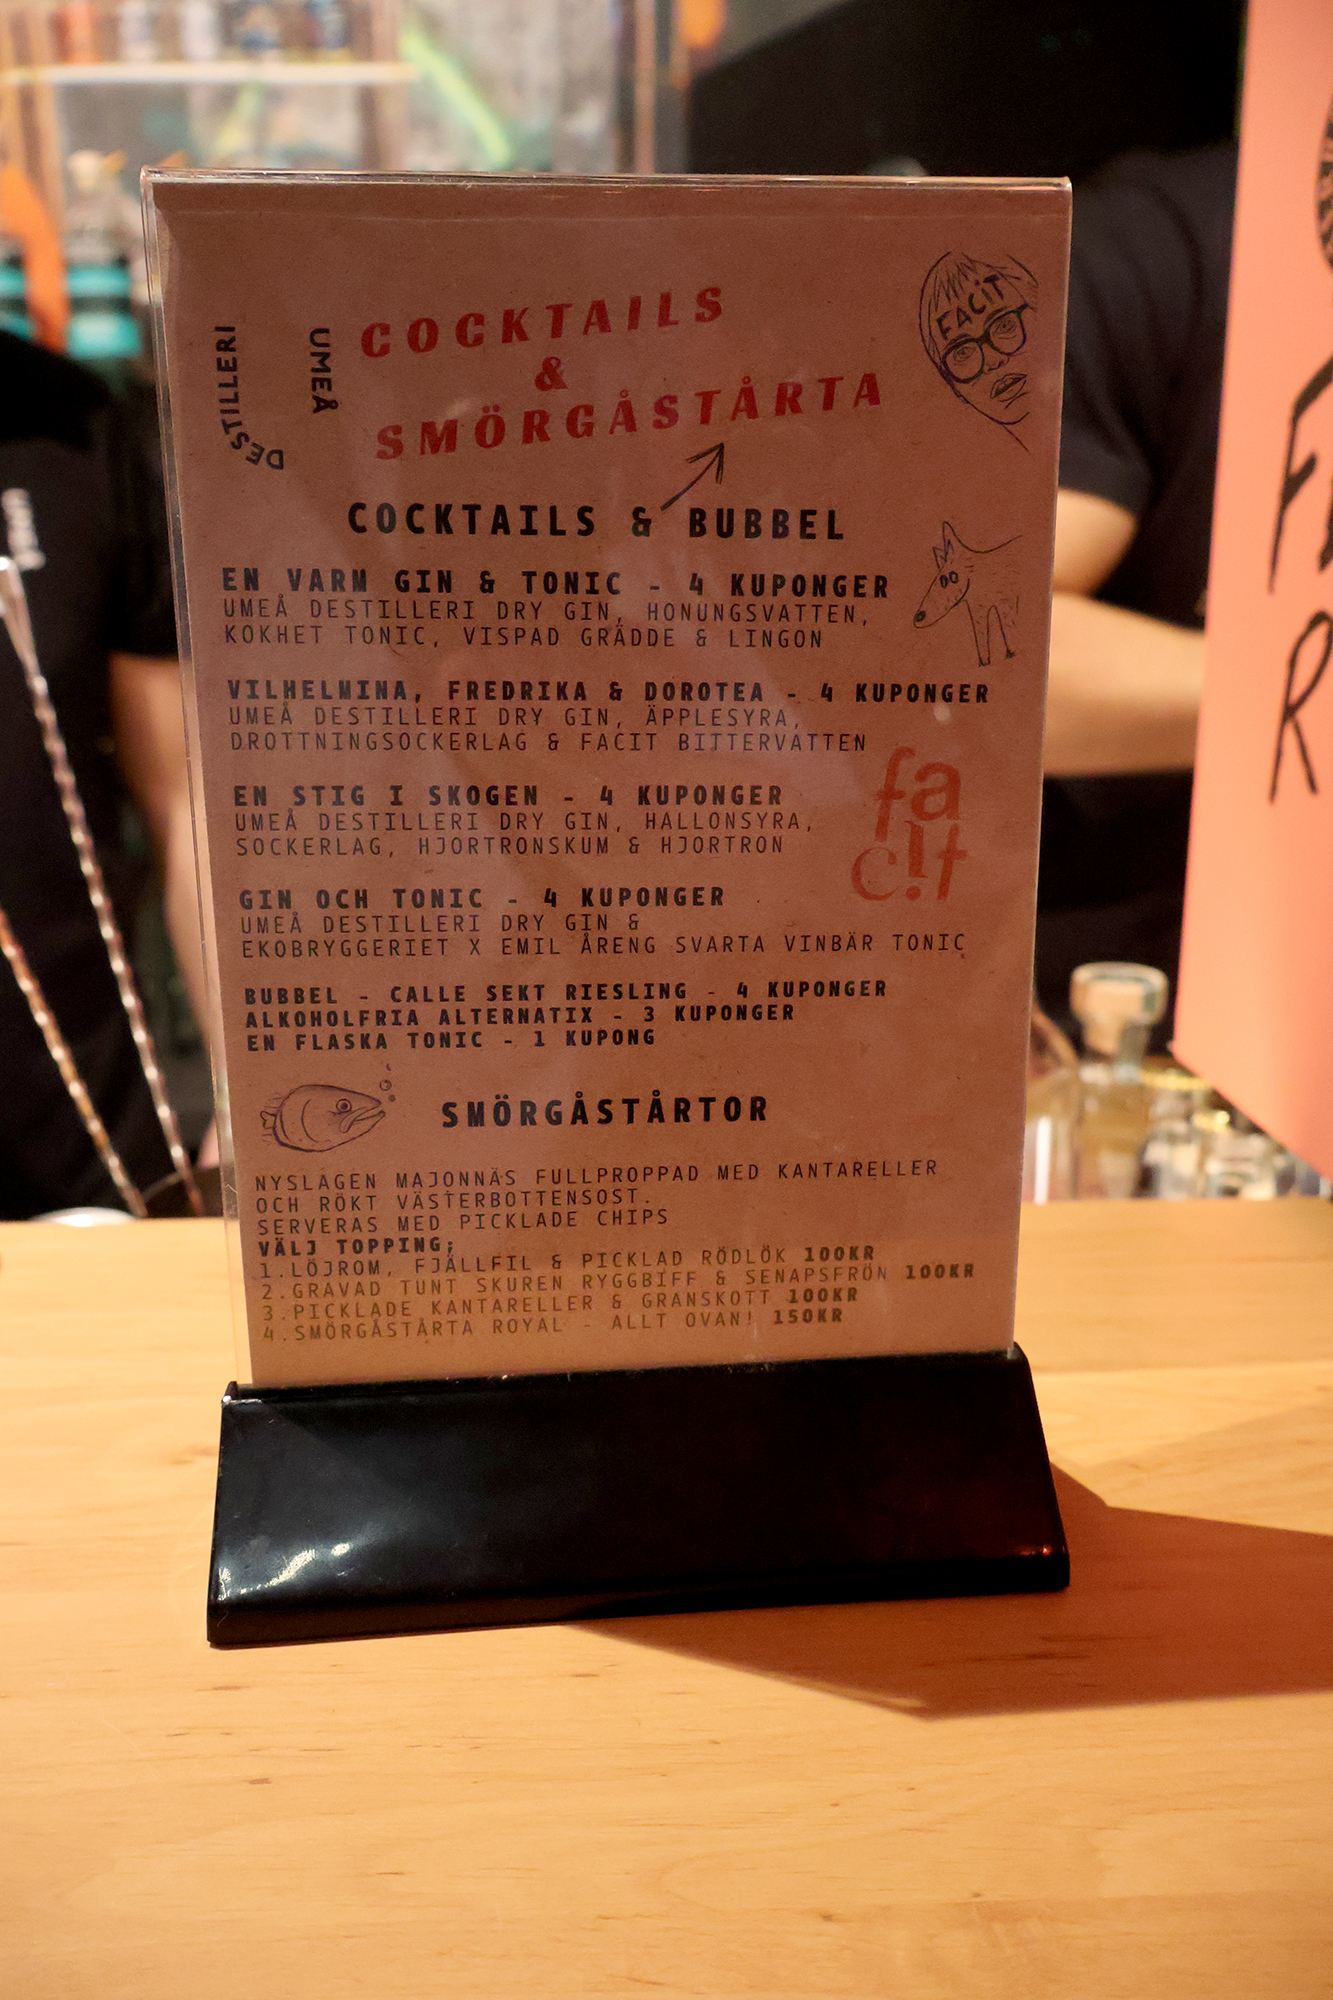 DESTILLERI
UMEÅ
COCKTAILS
&
SMÖRGÅSTÅRTA
FACIT
COCKTAILS & BUBBEL
EN VARM GIN & TONIC - 4 KUPONGER
UMEÅ DESTILLERI DRY GIN, HONUNGSVATTEN,
KOKHET TONIC, VISPAD GRÄDDE & LINGON
VILHELMINA, FREDRIKA & DOROTEA - 4 KUPONGER
UMEÅ DESTILLERI DRY GIN, ÄPPLESYRA,
DROTTNINGSOCKERLAG & FACIT BITTERVATTEN
EN STIG I SKOGEN - 4 KUPONGER
UMEÅ DESTILLERI DRY GIN, HALLONSYRA,
SOCKERLAG, HJORTRONSKUM & HJORTRON
fa
c!t
GIN OCH TONIC - 4 KUPONGER
UMEÅ DESTILLERI DRY GIN &
EKOBRYGGERIET X EMIL ÅRENG SVARTA VINBÄR TONIC
BUBBEL - CALLE SEKT RIESLING - 4 KUPONGER
ALKOHOLFRIA ALTERNATIX - 3 KUPONGER
EN FLASKA TONIC - 1 KUPONG
SMÖRGÅSTÅRTOR
NYSLAGEN MAJONNÄS FULLPROPPAD MED KANTARELLER
OCH RÖKT VÄSTERBOTTENSOST.
SERVERAS MED PICKLADE CHIPS
VÄLJ TOPPING;
1.LÖJROM, FJÄLLFIL & PICKLAD RÖDLÖK 100KR
2.GRAVAD TUNT SKUREN RYGGBIFF & SENAPSFRÖN 100KR
3.PICKLADE KANTARELLER & GRANSKOTT 100KR
4.SMÖRGÅSTÅRTA ROYAL - ALLT OVAN! 150KR